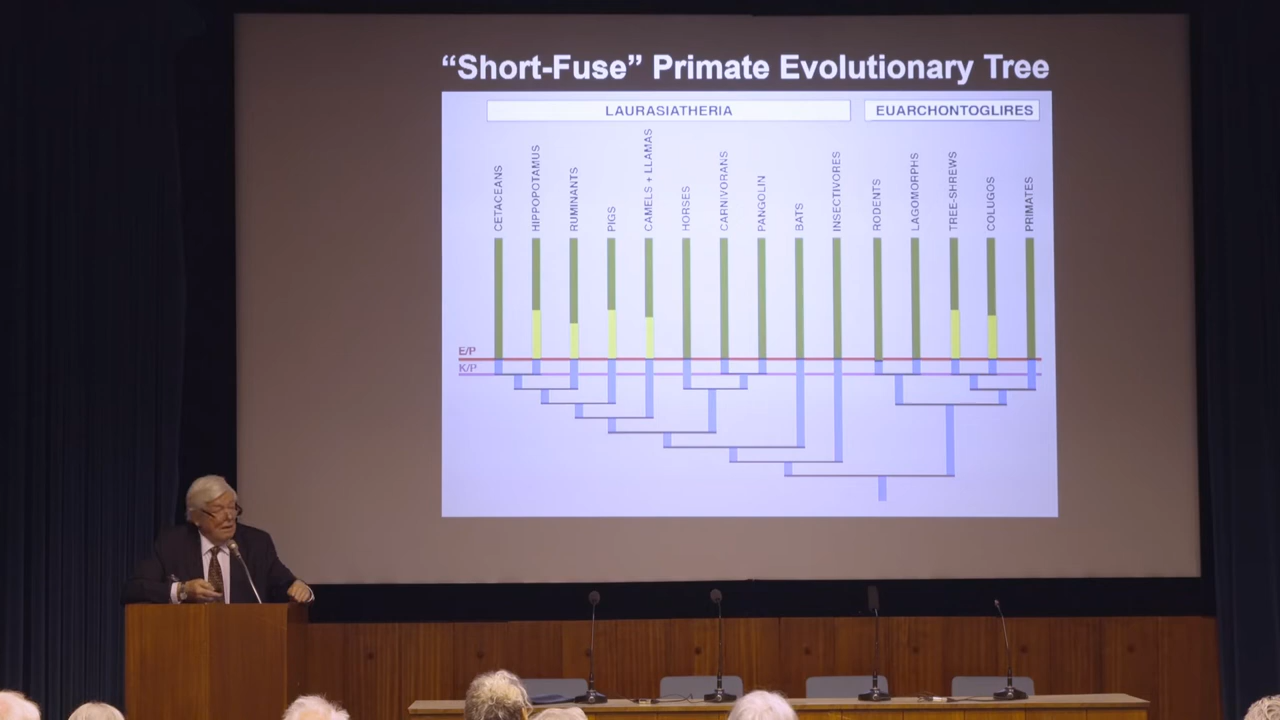 “Short-Fuse” Primate Evolutionary Tree
LAURASIATHERIA
EUARCHONTOGLIRES
CETACEANS
HIPPOPOTAMUS
RUMINANTS
PIGS
CAMELS + LLAMAS
HORSES
CARNIVORANS
PANGOLIN
BATS
INSECTIVORES
RODENTS
LAGOMORPHS
TREE-SHREWS
COLUGOS
PRIMATES
E/P
K/P